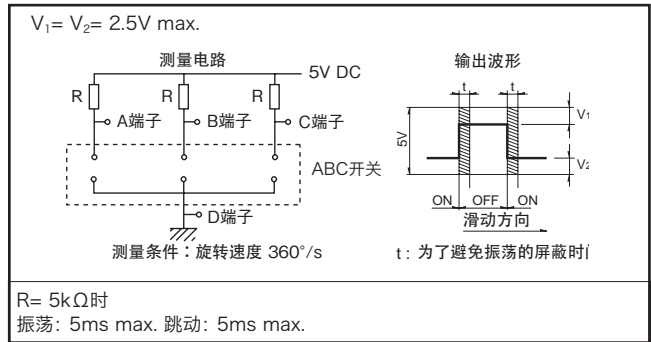 V₁= V₂= 2.5V max.
测量电路
5V DC
R
R
R
A端子
B端子
C端子
ABC开关
D端子
测量条件：旋转速度 360°/s
输出波形
t
t
V₁
5V
V₂
ON
OFF
ON
滑动方向
t：为了避免振荡的屏蔽时
R= 5kΩ时
振荡: 5ms max. 跳动: 5ms max.